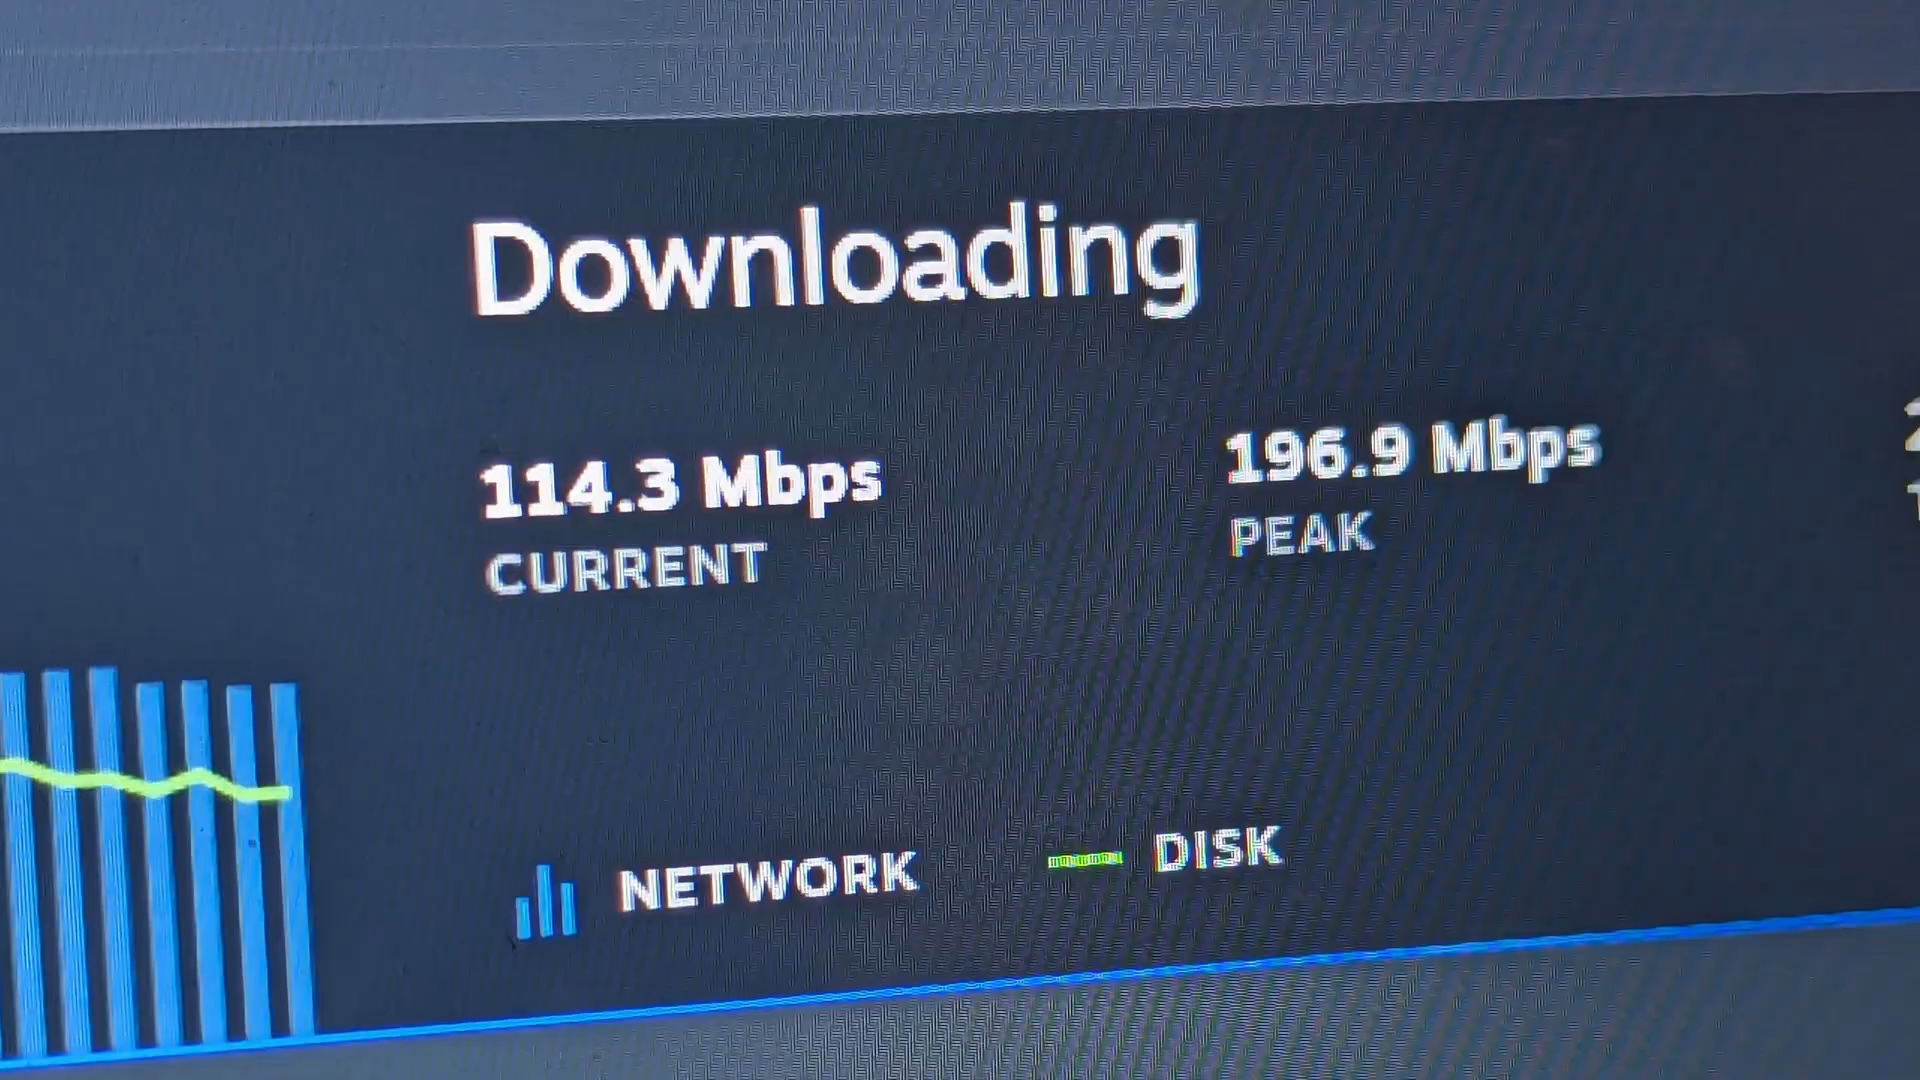 Downloading
114.3 Mbps 196.9 Mbps
CURRENT PEAK
NETWORK DISK